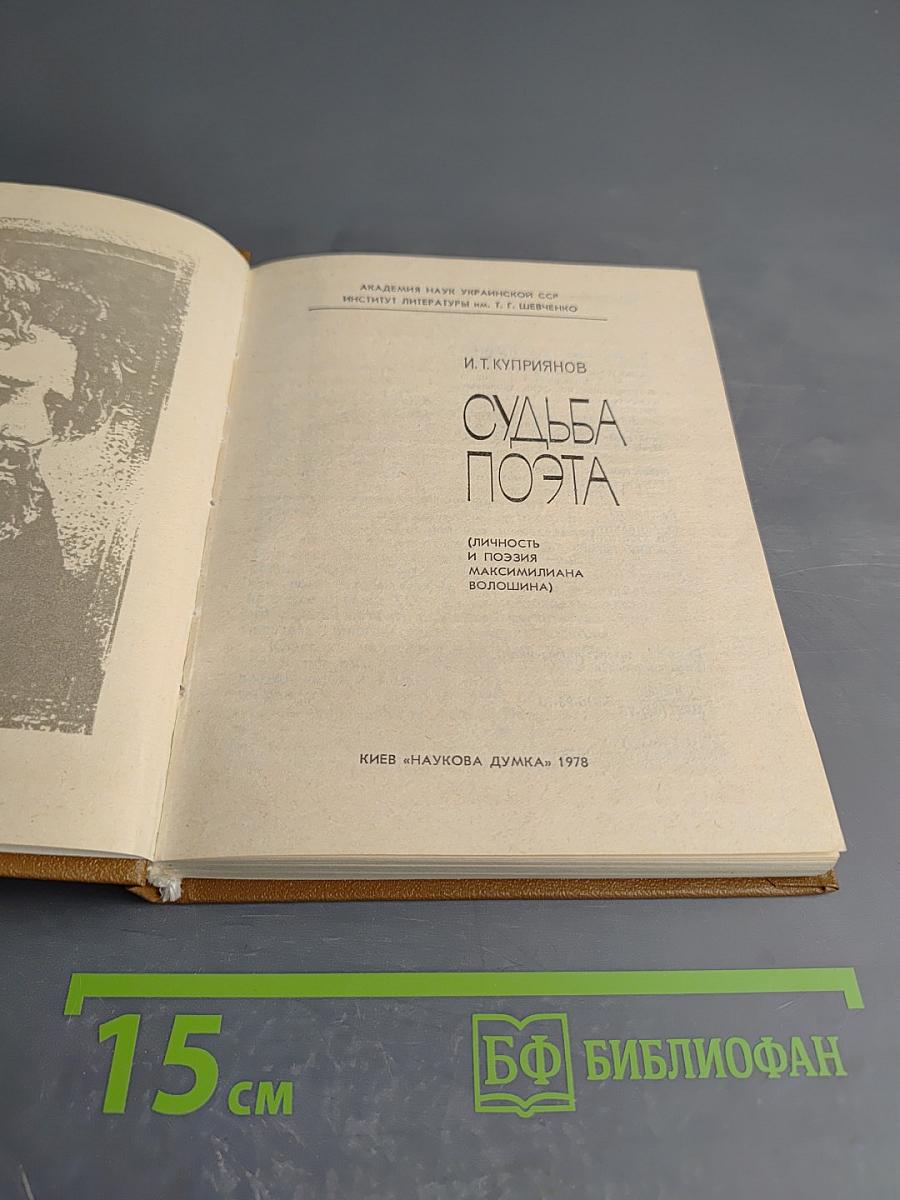 АКАДЕМИЯ НАУК УКРАИНСКОЙ ССР
ИНСТИТУТ ЛИТЕРАТУРЫ им. Т. Г. ШЕВЧЕНКО
И. Т. КУПРИЯНОВ
СУДЬБА
ПОЭТА
(ЛИЧНОСТЬ
И ПОЭЗИЯ
МАКСИМИЛИАНА
ВОЛОШИНА)
КИЕВ «НАУКОВА ДУМКА» 1978
15 см
БФ БИБЛИОФАН